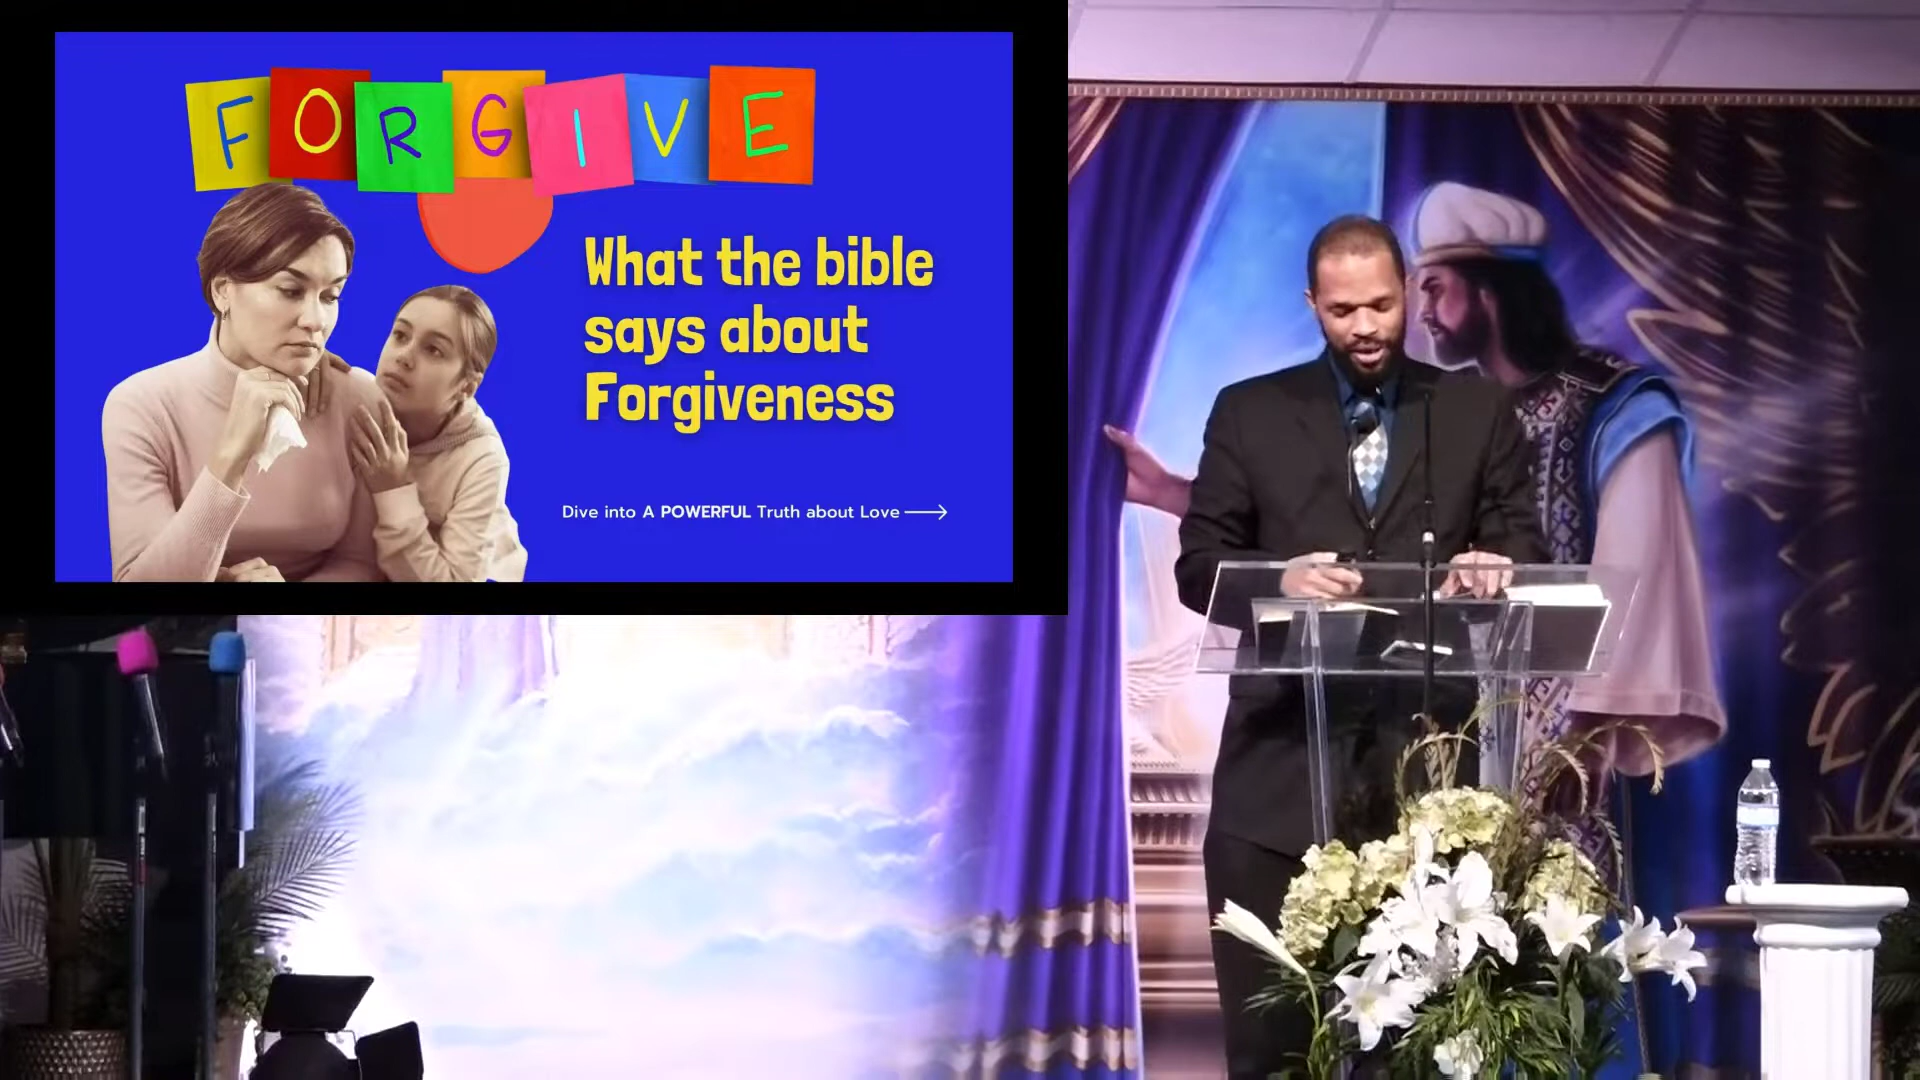 FORGIVE
What the bible
says about
Forgiveness
Dive into A POWERFUL Truth about Love